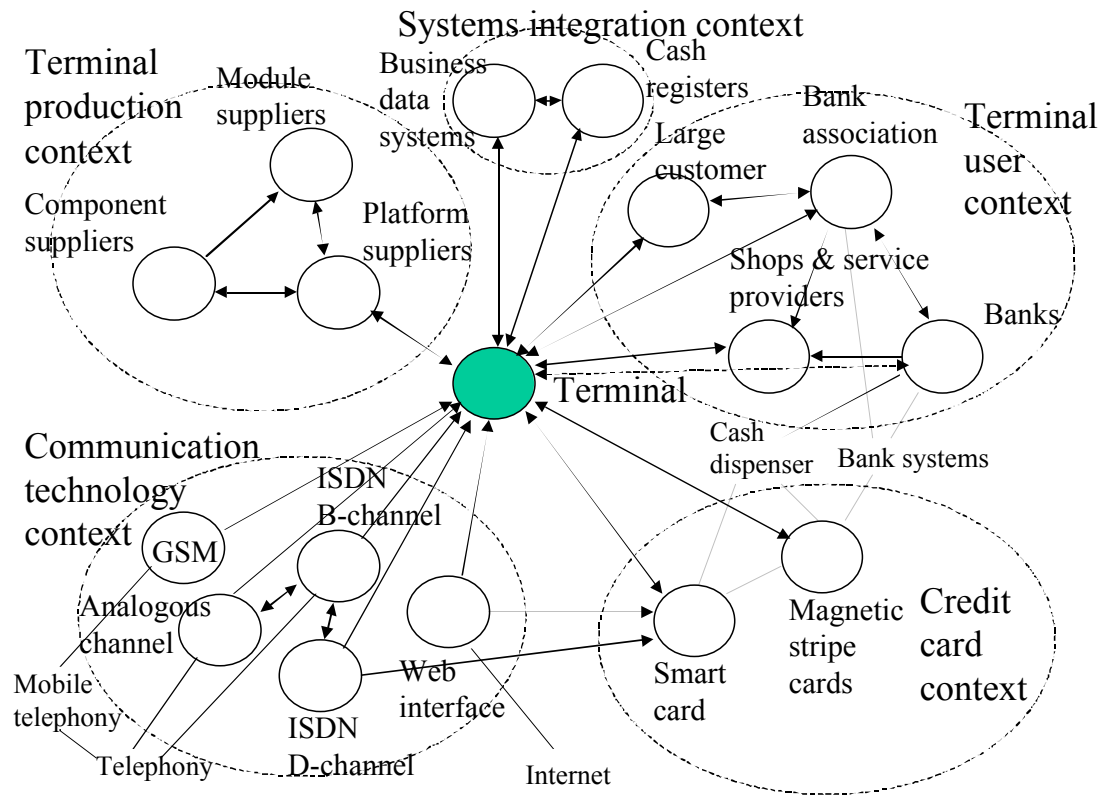 Systems integration context
Terminal
production
context
Module
suppliers
Component
suppliers
Platform
suppliers
Business
data
systems
Cash
registers
Large
customer
Bank
association
Terminal
user
context
Shops & service
providers
Banks
Terminal
Communication
technology
context
ISDN
B-channel
GSM
Analogous
channel
Mobile
telephony
Telephony
ISDN
D-channel
Web
interface
Internet
Cash
dispenser
Bank systems
Smart
card
Magnetic
stripe
cards
Credit
card
context